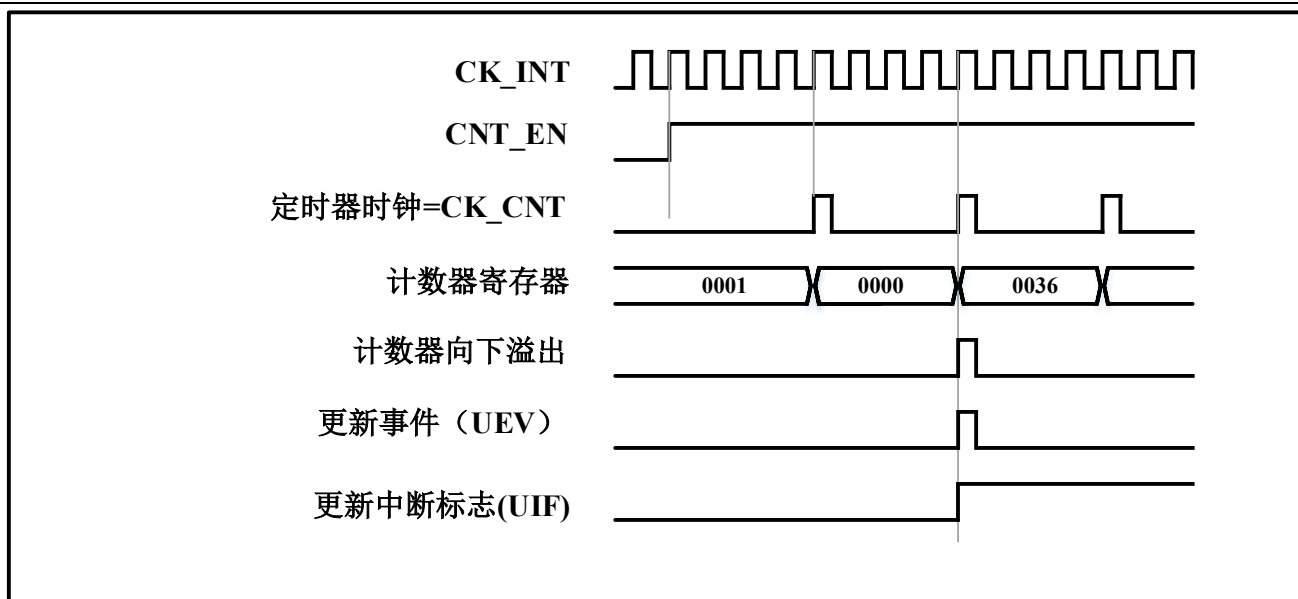 CK_INT
CNT_EN
定时器时钟=CK_CNT
计数器寄存器 0001 0000 0036
计数器向下溢出
更新事件（UEV）
更新中断标志(UIF)